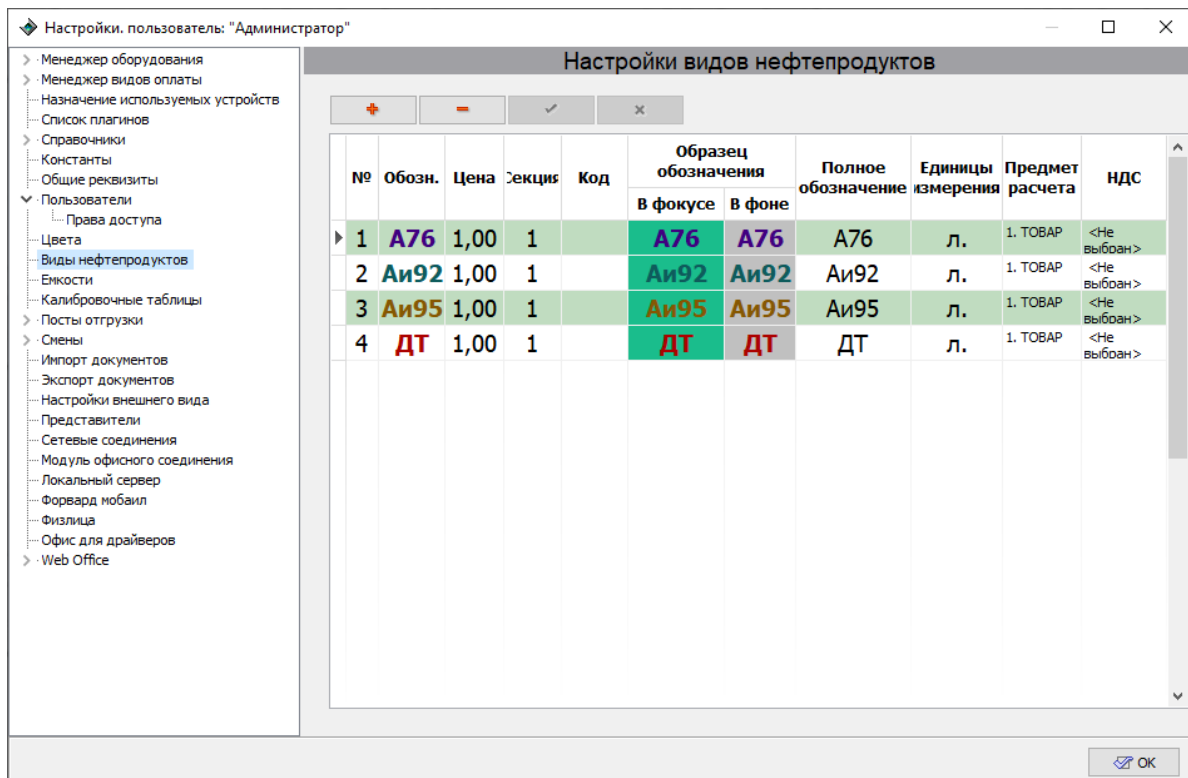 Настройки. пользователь: "Администратор"
Менеджер оборудования
Менеджер видов оплаты
Назначение используемых устройств
Список плагинов
Справочники
Константы
Общие реквизиты
Пользователи
Права доступа
Цвета
Виды нефтепродуктов
Емкости
Калибровочные таблицы
Посты отгрузки
Смены
Импорт документов
Экспорт документов
Настройки внешнего вида
Представители
Сетевые соединения
Модуль офисного соединения
Локальный сервер
Форвард мобаил
Физлица
Офис для драйверов
Web Office
Настройки видов нефтепродуктов
№ Обозн. Цена Секция Код Образец обозначения Полное обозначение Единицы измерения Предмет расчета НДС
В фокусе В фоне
1 А76 1,00 1 А76 А76 А76 л. 1. ТОВАР <Не выбран>
2 Аи92 1,00 1 Аи92 Аи92 Аи92 л. 1. ТОВАР <Не выбран>
3 Аи95 1,00 1 Аи95 Аи95 Аи95 л. 1. ТОВАР <Не выбран>
4 ДТ 1,00 1 ДТ ДТ ДТ л. 1. ТОВАР <Не выбран>
OK